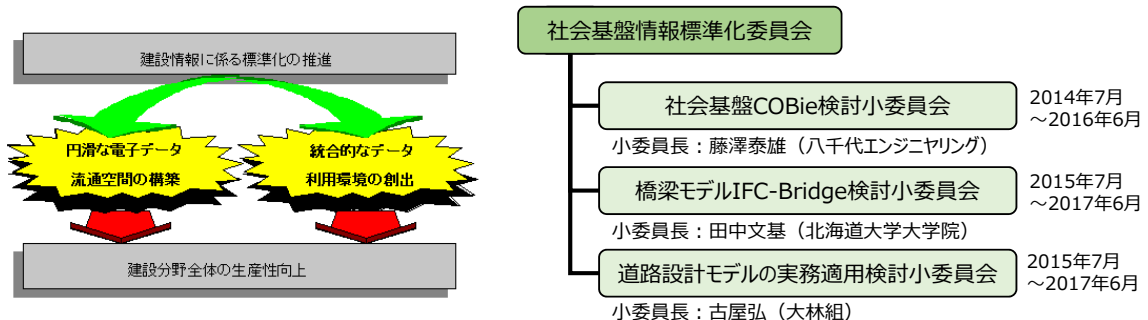 建設情報に係る標準化の推進
円滑な電子データ
流通空間の構築
統合的なデータ
利用環境の創出
建設分野全体の生産性向上
社会基盤情報標準化委員会
社会基盤COBie検討小委員会
2014年7月
～2016年6月
小委員長：藤澤泰雄（八千代エンジニヤリング）
橋梁モデルIFC-Bridge検討小委員会
2015年7月
～2017年6月
小委員長：田中文基（北海道大学大学院）
道路設計モデルの実務適用検討小委員会
2015年7月
～2017年6月
小委員長：古屋弘（大林組）